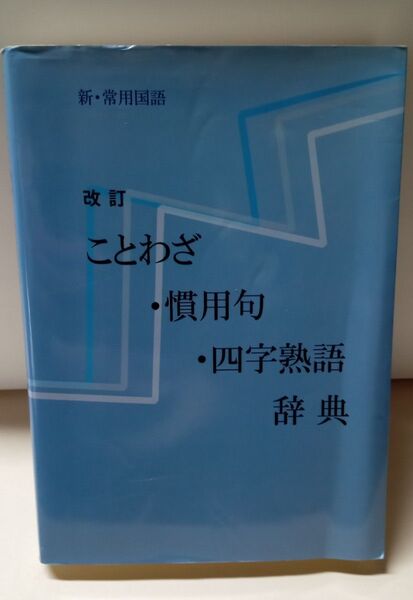 新・常用国語
改訂
ことわざ
・慣用句
・四字熟語
辞典